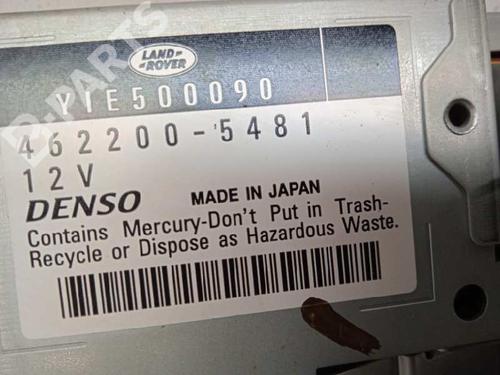 B-PARTS
LAND
ROVER
YIE500090
462200-5481
12V
DENSO MADE IN JAPAN
Contains Mercury-Don't Put in Trash-
Recycle or Dispose as Hazardous Waste.